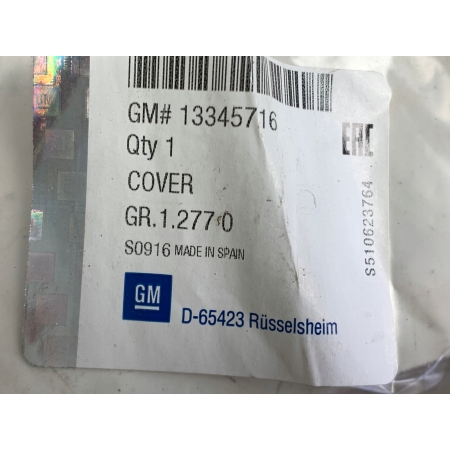 GM# 13345716
Qty 1
COVER
GR.1.277 0
S0916 MADE IN SPAIN
GM
D-65423 Rüsselsheim
EAC
S510623764